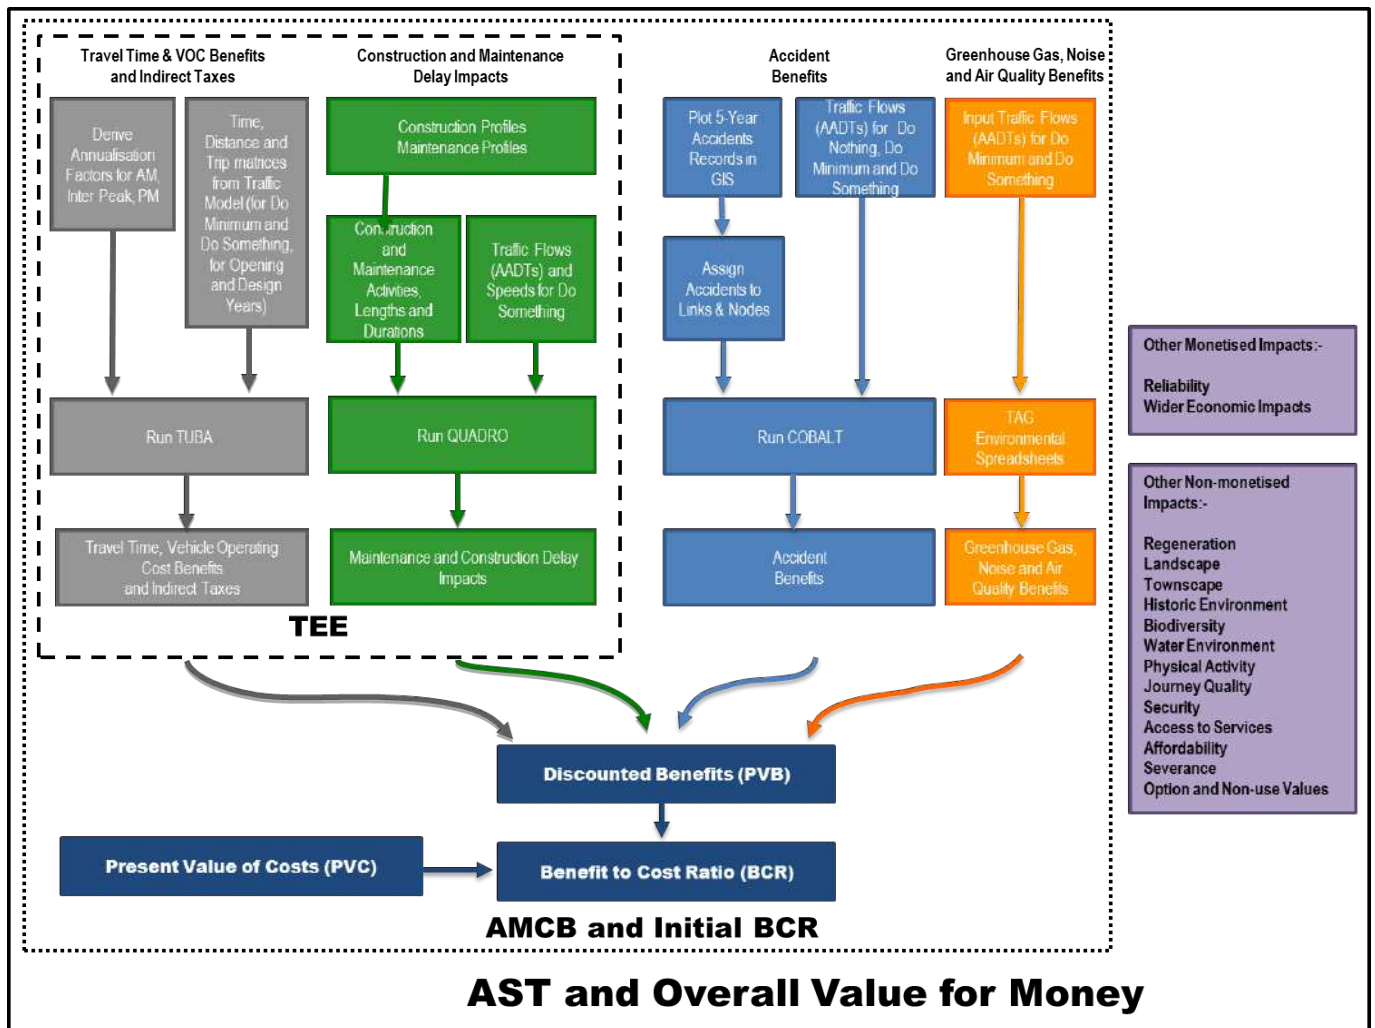 Travel Time & VOC Benefits
and Indirect Taxes
Construction and Maintenance
Delay Impacts
Accident
Benefits
Greenhouse Gas, Noise
and Air Quality Benefits
Derive
Annualisation
Factors for AM,
Inter Peak, PM
Time,
Distance and
Trip matrices
from Traffic
Model (for Do
Minimum and
Do Something,
for Opening
and Design
Years)
Construction Profiles
Maintenance Profiles
Construction
and
Maintenance
Activities,
Lengths and
Durations
Traffic Flows
(AADTs) and
Speeds for Do
Something
Plot 5-Year
Accidents
Records in
GIS
Traffic Flows
(AADTs) for Do
Nothing, Do
Minimum and Do
Something
Input Traffic Flows
(AADTs) for Do
Minimum and Do
Something
Assign
Accidents to
Links & Nodes
Run TUBA
Run QUADRO
Run COBALT
TAG
Environmental
Spreadsheets
Travel Time, Vehicle Operating
Cost Benefits
and Indirect Taxes
Maintenance and Construction Delay
Impacts
Accident
Benefits
Greenhouse Gas,
Noise and Air
Quality Benefits
TEE
Other Monetised Impacts:-
Reliability
Wider Economic Impacts
Other Non-monetised
Impacts:-
Regeneration
Landscape
Townscape
Historic Environment
Biodiversity
Water Environment
Physical Activity
Journey Quality
Security
Access to Services
Affordability
Severance
Option and Non-use Values
Discounted Benefits (PVB)
Present Value of Costs (PVC)
Benefit to Cost Ratio (BCR)
AMCB and Initial BCR
AST and Overall Value for Money